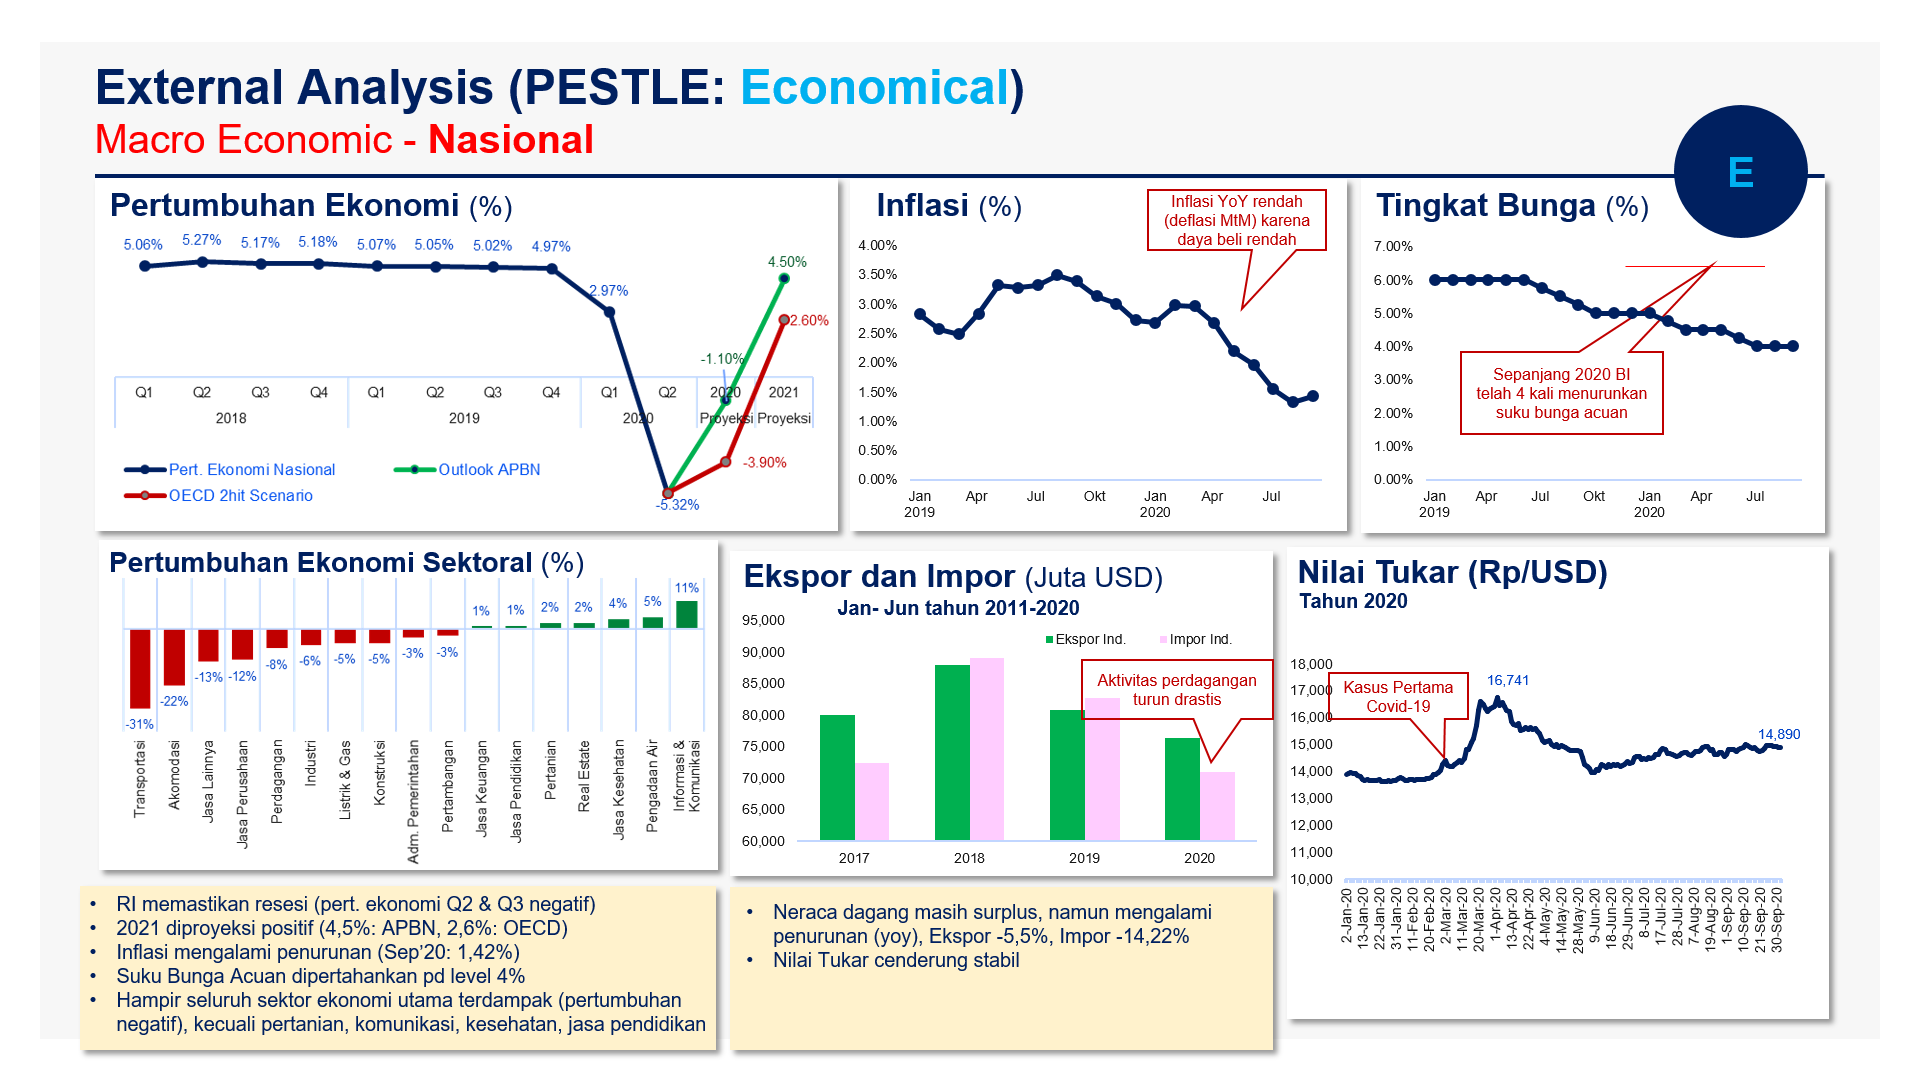 External Analysis (PESTLE: Economical)
Macro Economic - Nasional
E
Pertumbuhan Ekonomi (%)
5.06%
5.27%
5.17%
5.18%
5.07%
5.05%
5.02%
4.97%
2.97%
4.50%
2.60%
-1.10%
-3.90%
-5.32%
Q1 Q2 Q3 Q4 Q1 Q2 Q3 Q4 Q1 Q2 2020 2021
2018 2019 2020 Proyeksi Proyeksi
Pert. Ekonomi Nasional
Outlook APBN
OECD 2hit Scenario
Inflasi (%)
Inflasi YoY rendah
(deflasi MtM) karena
daya beli rendah
4.00%
3.50%
3.00%
2.50%
2.00%
1.50%
1.00%
0.50%
0.00%
Jan Apr Jul Okt Jan Apr Jul
2019 2020
Tingkat Bunga (%)
7.00%
6.00%
5.00%
4.00%
3.00%
2.00%
1.00%
0.00%
Sepanjang 2020 BI
telah 4 kali menurunkan
suku bunga acuan
Jan Apr Jul Okt Jan Apr Jul
2019 2020
Pertumbuhan Ekonomi Sektoral (%)
-31%
-22%
-13%
-12%
-8%
-6%
-5%
-5%
-3%
-3%
1%
1%
2%
2%
4%
5%
11%
Transportasi
Akomodasi
Jasa Lainnya
Jasa Perusahaan
Perdagangan
Industri
Listrik & Gas
Konstruksi
Adm. Pemerintahan
Pertambangan
Jasa Keuangan
Jasa Pendidikan
Pertanian
Real Estate
Jasa Kesehatan
Pengadaan Air
Informasi &
Komunikasi
Ekspor dan Impor (Juta USD)
Jan- Jun tahun 2011-2020
Ekspor Ind. Impor Ind.
95,000
90,000
85,000
80,000
75,000
70,000
65,000
60,000
Aktivitas perdagangan
turun drastis
2017 2018 2019 2020
Nilai Tukar (Rp/USD)
Tahun 2020
18,000
17,000
16,000
15,000
14,000
13,000
12,000
11,000
10,000
Kasus Pertama
Covid-19
16,741
14,890
2-Jan-20
13-Jan-20
22-Jan-20
31-Jan-20
11-Feb-20
20-Feb-20
2-Mar-20
11-Mar-20
20-Mar-20
1-Apr-20
13-Apr-20
22-Apr-20
4-May-20
14-May-20
28-May-20
9-Jun-20
18-Jun-20
29-Jun-20
8-Jul-20
17-Jul-20
28-Jul-20
7-Aug-20
19-Aug-20
1-Sep-20
10-Sep-20
21-Sep-20
30-Sep-20
• RI memastikan resesi (pert. ekonomi Q2 & Q3 negatif)
• 2021 diproyeksi positif (4,5%: APBN, 2,6%: OECD)
• Inflasi mengalami penurunan (Sep’20: 1,42%)
• Suku Bunga Acuan dipertahankan pd level 4%
• Hampir seluruh sektor ekonomi utama terdampak (pertumbuhan
negatif), kecuali pertanian, komunikasi, kesehatan, jasa pendidikan
• Neraca dagang masih surplus, namun mengalami
penurunan (yoy), Ekspor -5,5%, Impor -14,22%
• Nilai Tukar cenderung stabil